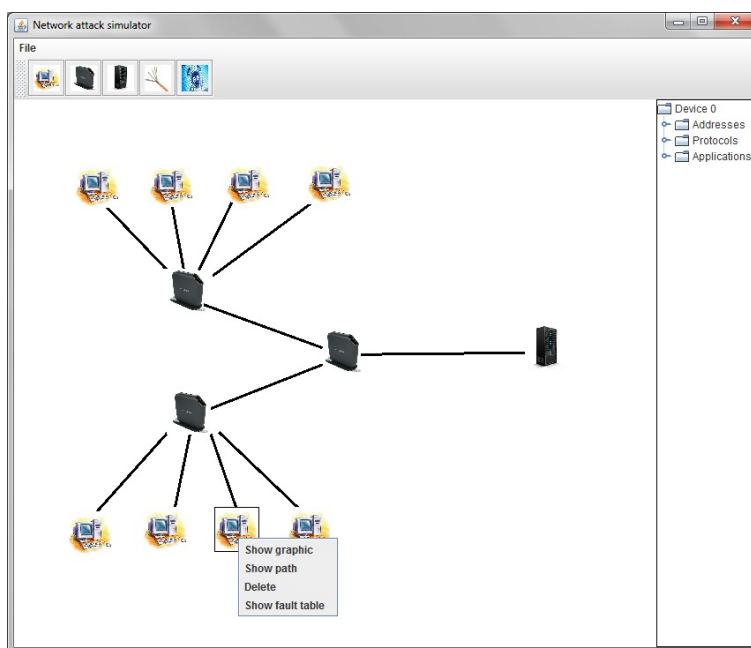 Network attack simulator
File
Device 0
Addresses
Protocols
Applications
Show graphic
Show path
Delete
Show fault table